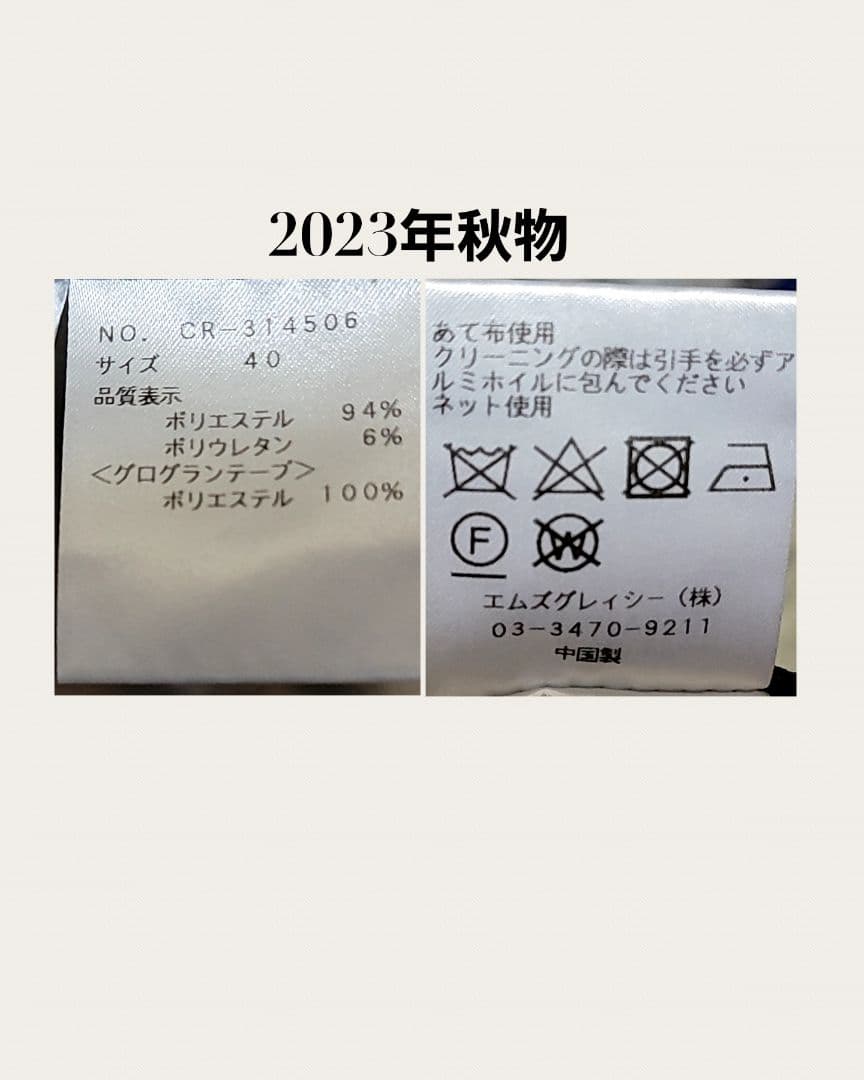 2023年秋物
NO. CR-314506
サイズ 40
品質表示
ポリエステル 94%
ポリウレタン 6%
<グログランテープ>
ポリエステル 100%
あて布使用
クリーニングの際は引手を必ずア
ルミホイルに包んでください
ネット使用
F W
エムズグレイシー(株)
03-3470-9211
中国製